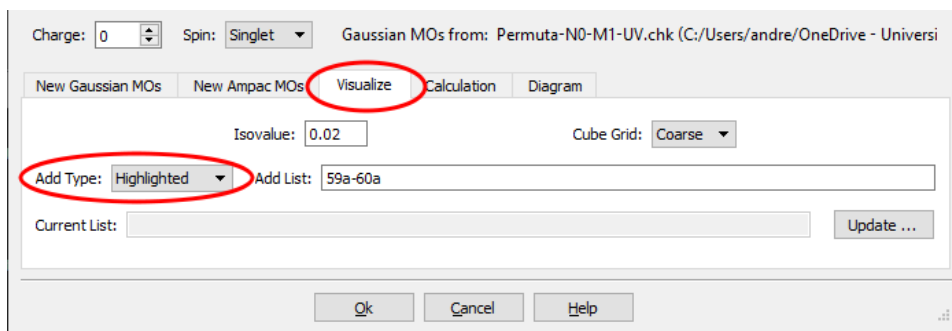 Charge: 0 Spin: Singlet Gaussian MOs from: Permuta-N0-M1-UV.chk (C:/Users/andre/OneDrive - Universi
New Gaussian MOs New Ampac MOs Visualize Calculation Diagram
Isovalue: 0.02 Cube Grid: Coarse
Add Type: Highlighted Add List: 59a-60a
Current List: Update ...
Ok Cancel Help